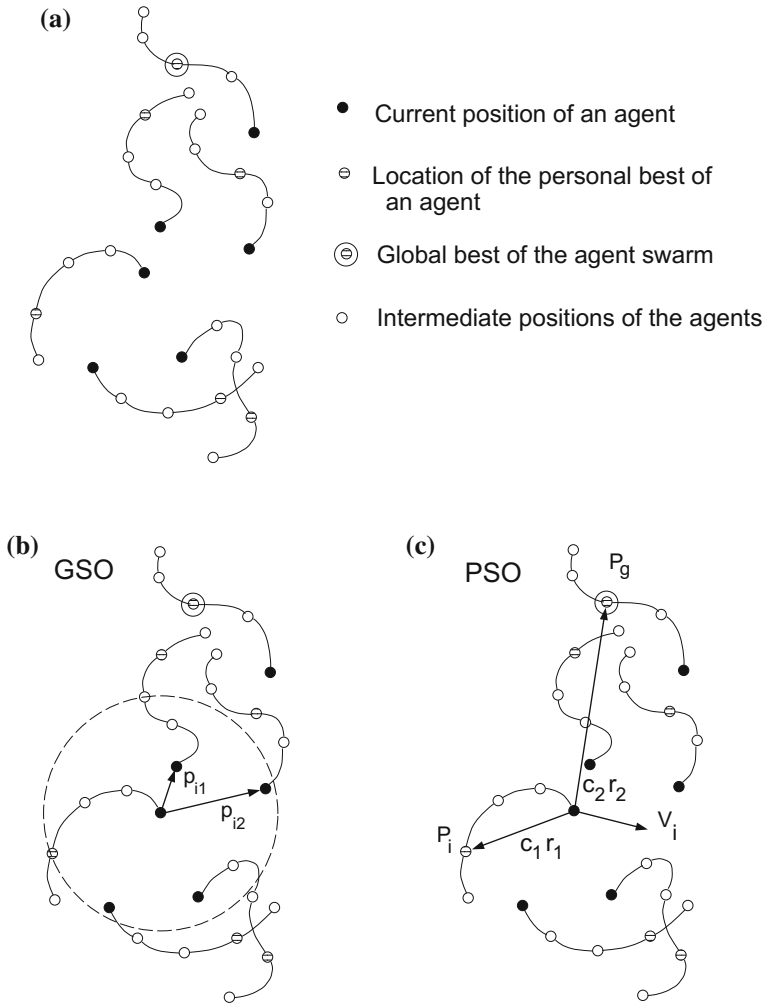 (a)
Current position of an agent
Location of the personal best of
an agent
Global best of the agent swarm
Intermediate positions of the agents
(b)
GSO
p_i1
p_i2
(c)
PSO
P_g
c_2 r_2
V_i
P_i
c_1 r_1